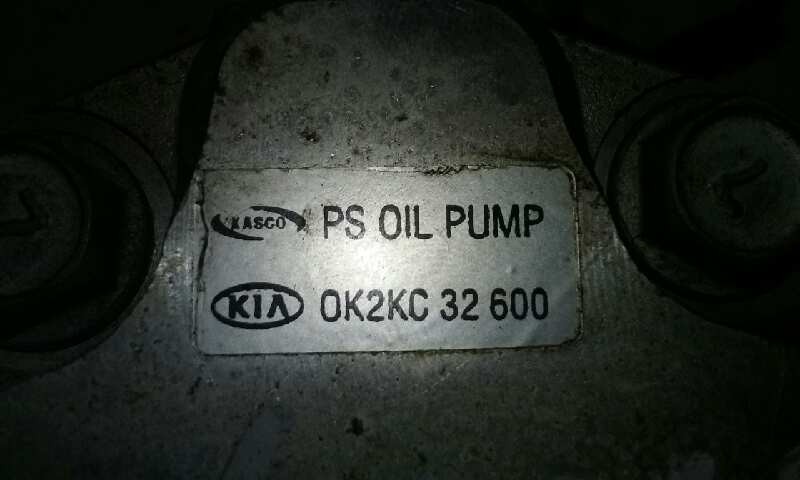 KASCO PS OIL PUMP
KIA 0K2KC 32 600